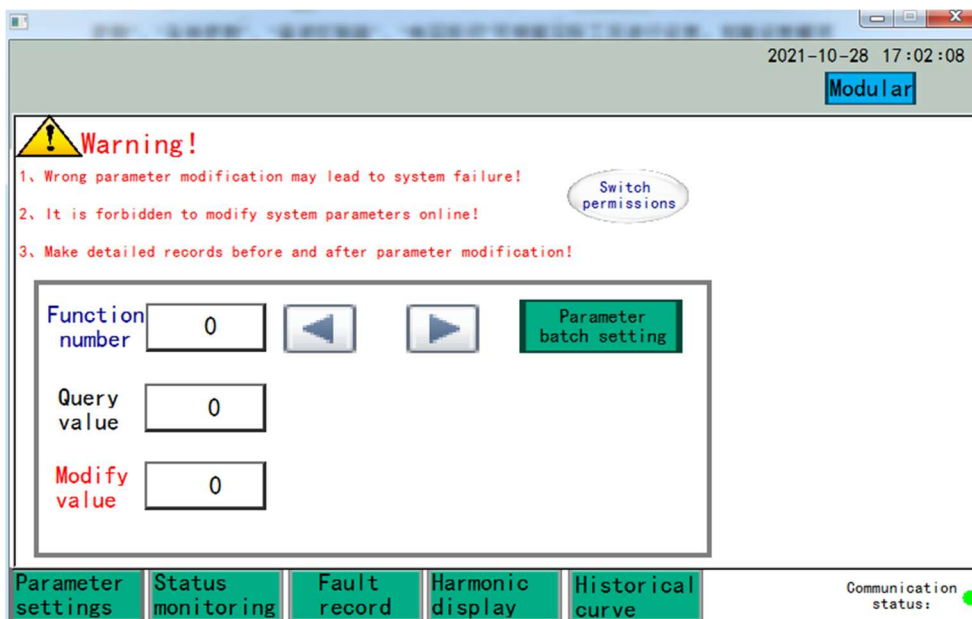 2021-10-28 17:02:08
Modular
Warning!
1、Wrong parameter modification may lead to system failure!
2、It is forbidden to modify system parameters online!
3、Make detailed records before and after parameter modification!
Switch
permissions
Function
number
0
Parameter
batch setting
Query
value
0
Modify
value
0
Parameter
settings
Status
monitoring
Fault
record
Harmonic
display
Historical
curve
Communication
status: